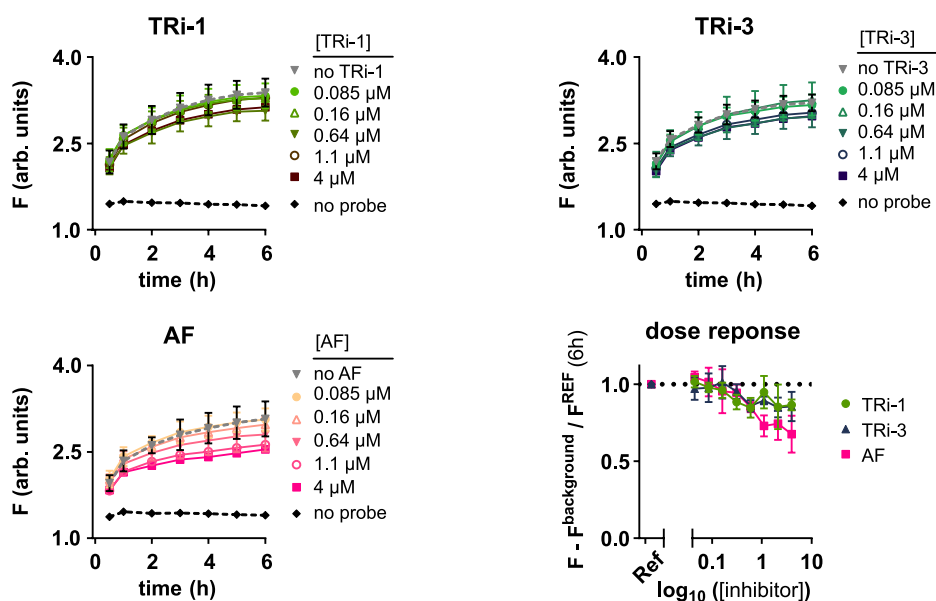 TRi-1
F (arb. units)
4.0
2.5
1.0
0 2 4 6
time (h)
[TRi-1]
no TRi-1
0.085 µM
0.16 µM
0.64 µM
1.1 µM
4 µM
no probe
TRi-3
F (arb. units)
4.0
2.5
1.0
0 2 4 6
time (h)
[TRi-3]
no TRi-3
0.085 µM
0.16 µM
0.64 µM
1.1 µM
4 µM
no probe
AF
F (arb. units)
4.0
2.5
1.0
0 2 4 6
time (h)
[AF]
no AF
0.085 µM
0.16 µM
0.64 µM
1.1 µM
4 µM
no probe
dose reponse
F - Fbackground / FREF (6h)
1.0
0.5
0.0
Ref 0.1 1 10
log10 ([inhibitor])
TRi-1
TRi-3
AF